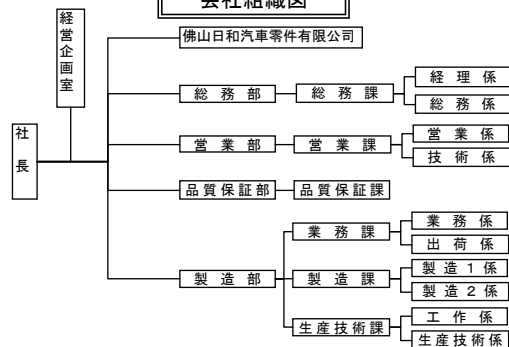 会社組織図
経営企画室
社長
佛山日和汽車零件有限公司
総務部
総務課
経理係
総務係
営業部
営業課
営業係
技術係
品質保証部
品質保証課
製造部
業務課
業務係
出荷係
製造課
製造1係
製造2係
生産技術課
工作係
生産技術係